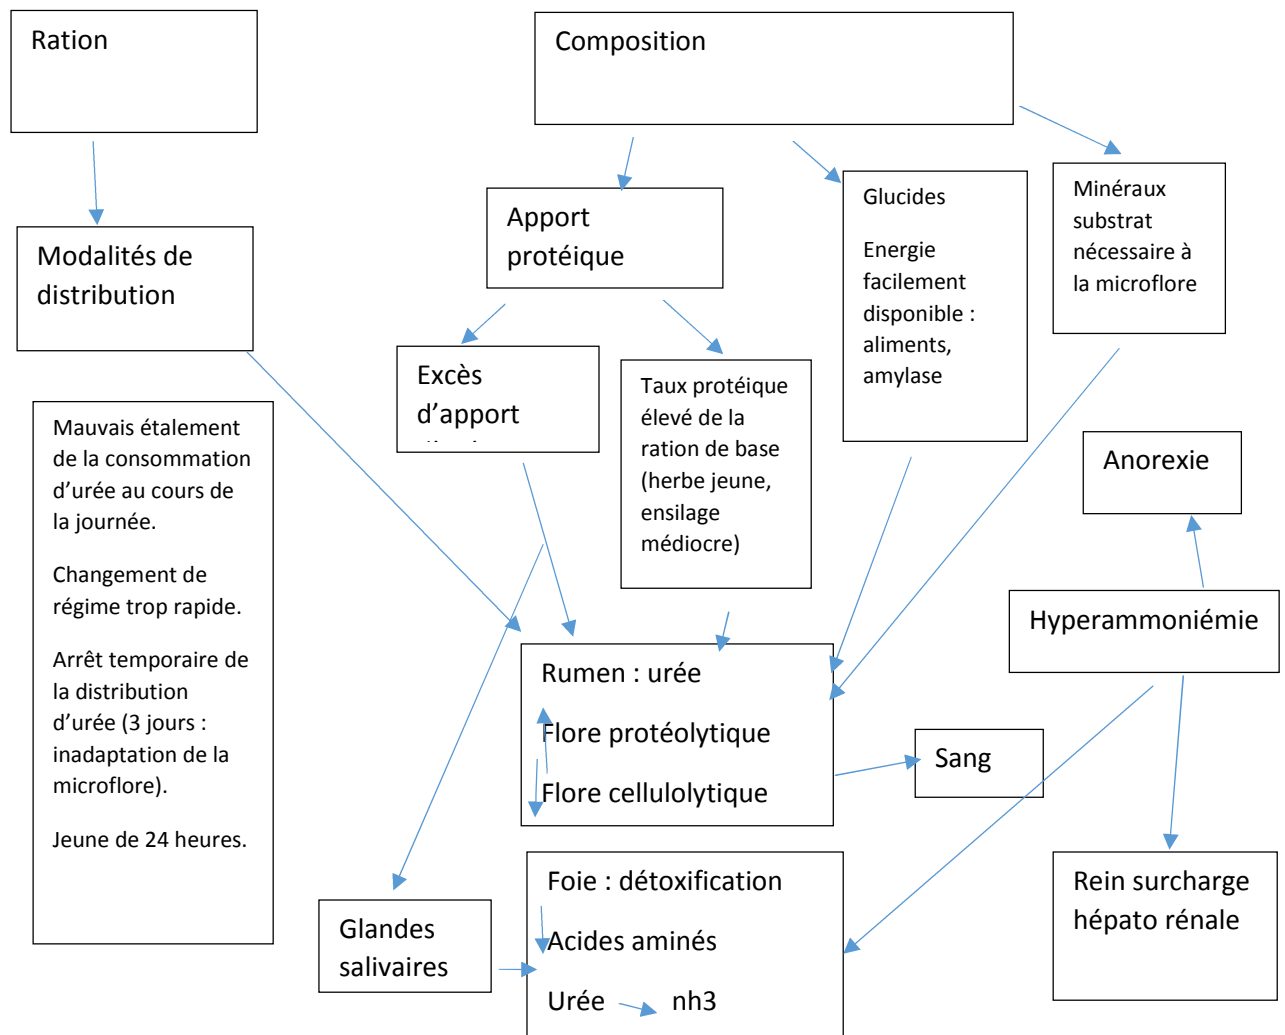 Ration
Composition
Modalités de
distribution
Apport
protéique
Glucides
Energie
facilement
disponible :
aliments,
amylase
Minéraux
substrat
nécessaire à
la microflore
Excès
d’apport
Taux protéique
élevé de la
ration de base
(herbe jeune,
ensilage
médiocre)
Mauvais étalement
de la consommation
d’urée au cours de
la journée.
Changement de
régime trop rapide.
Arrêt temporaire de
la distribution
d’urée (3 jours :
inadaptation de la
microflore).
Jeune de 24 heures.
Anorexie
Hyperammoniémie
Rumen : urée
Flore protéolytique
Flore cellulolytique
Sang
Foie : détoxification
Acides aminés
Urée nh3
Glandes
salivaires
Rein surcharge
hépato rénale